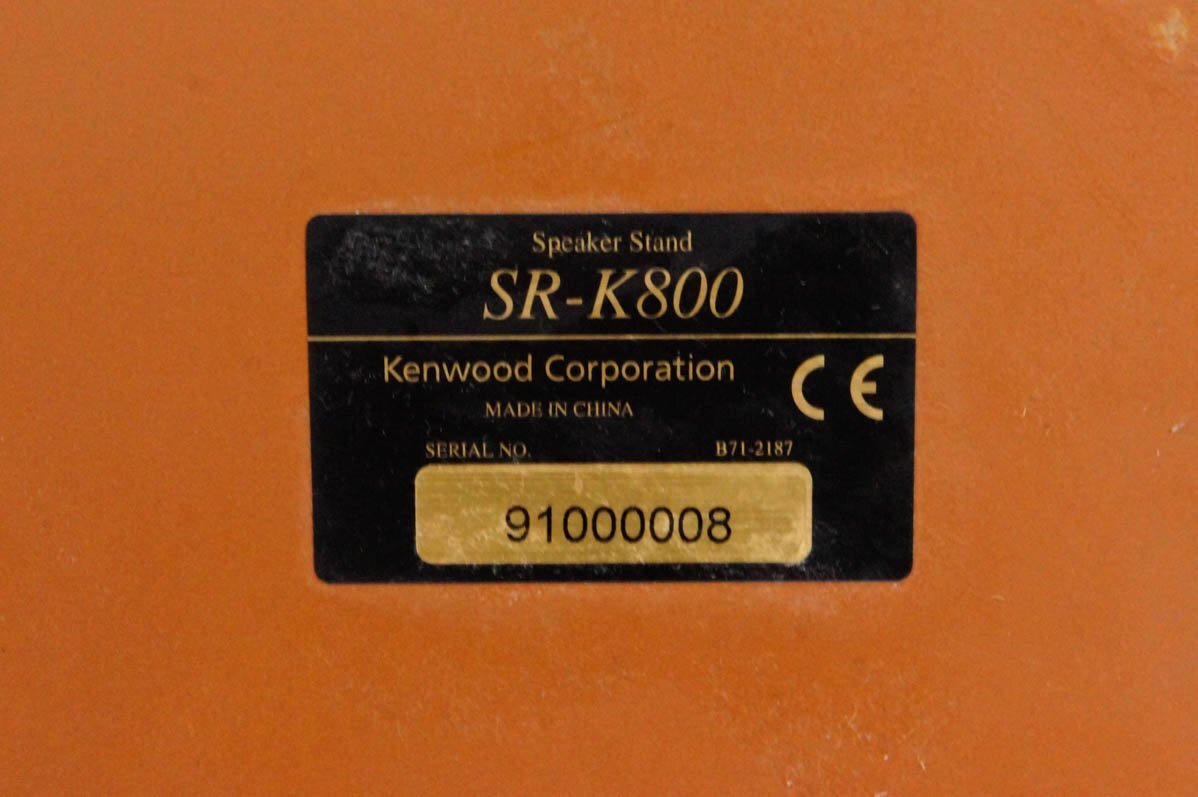 Speaker Stand
SR-K800
Kenwood Corporation
CE
MADE IN CHINA
SERIAL NO. B71-2187
91000008